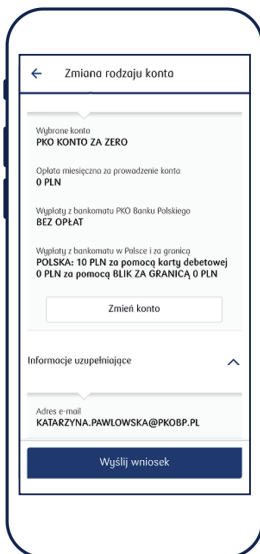 Zmiana rodzaju konta
Wybrane konto
PKO KONTO ZA ZERO
Opłata miesięczna za prowadzenie konta
0 PLN
Wypłaty z bankomatu PKO Banku Polskiego
BEZ OPŁAT
Wypłaty z bankomatu w Polsce i za granicą
POLSKA: 10 PLN za pomocą karty debetowej
0 PLN za pomocą BLIK ZA GRANICĄ 0 PLN
Zmień konto
Informacje uzupełniające
Adres e-mail
KATARZYNA.PAWLOWSKA@PKOBP.PL
Wyślij wniosek